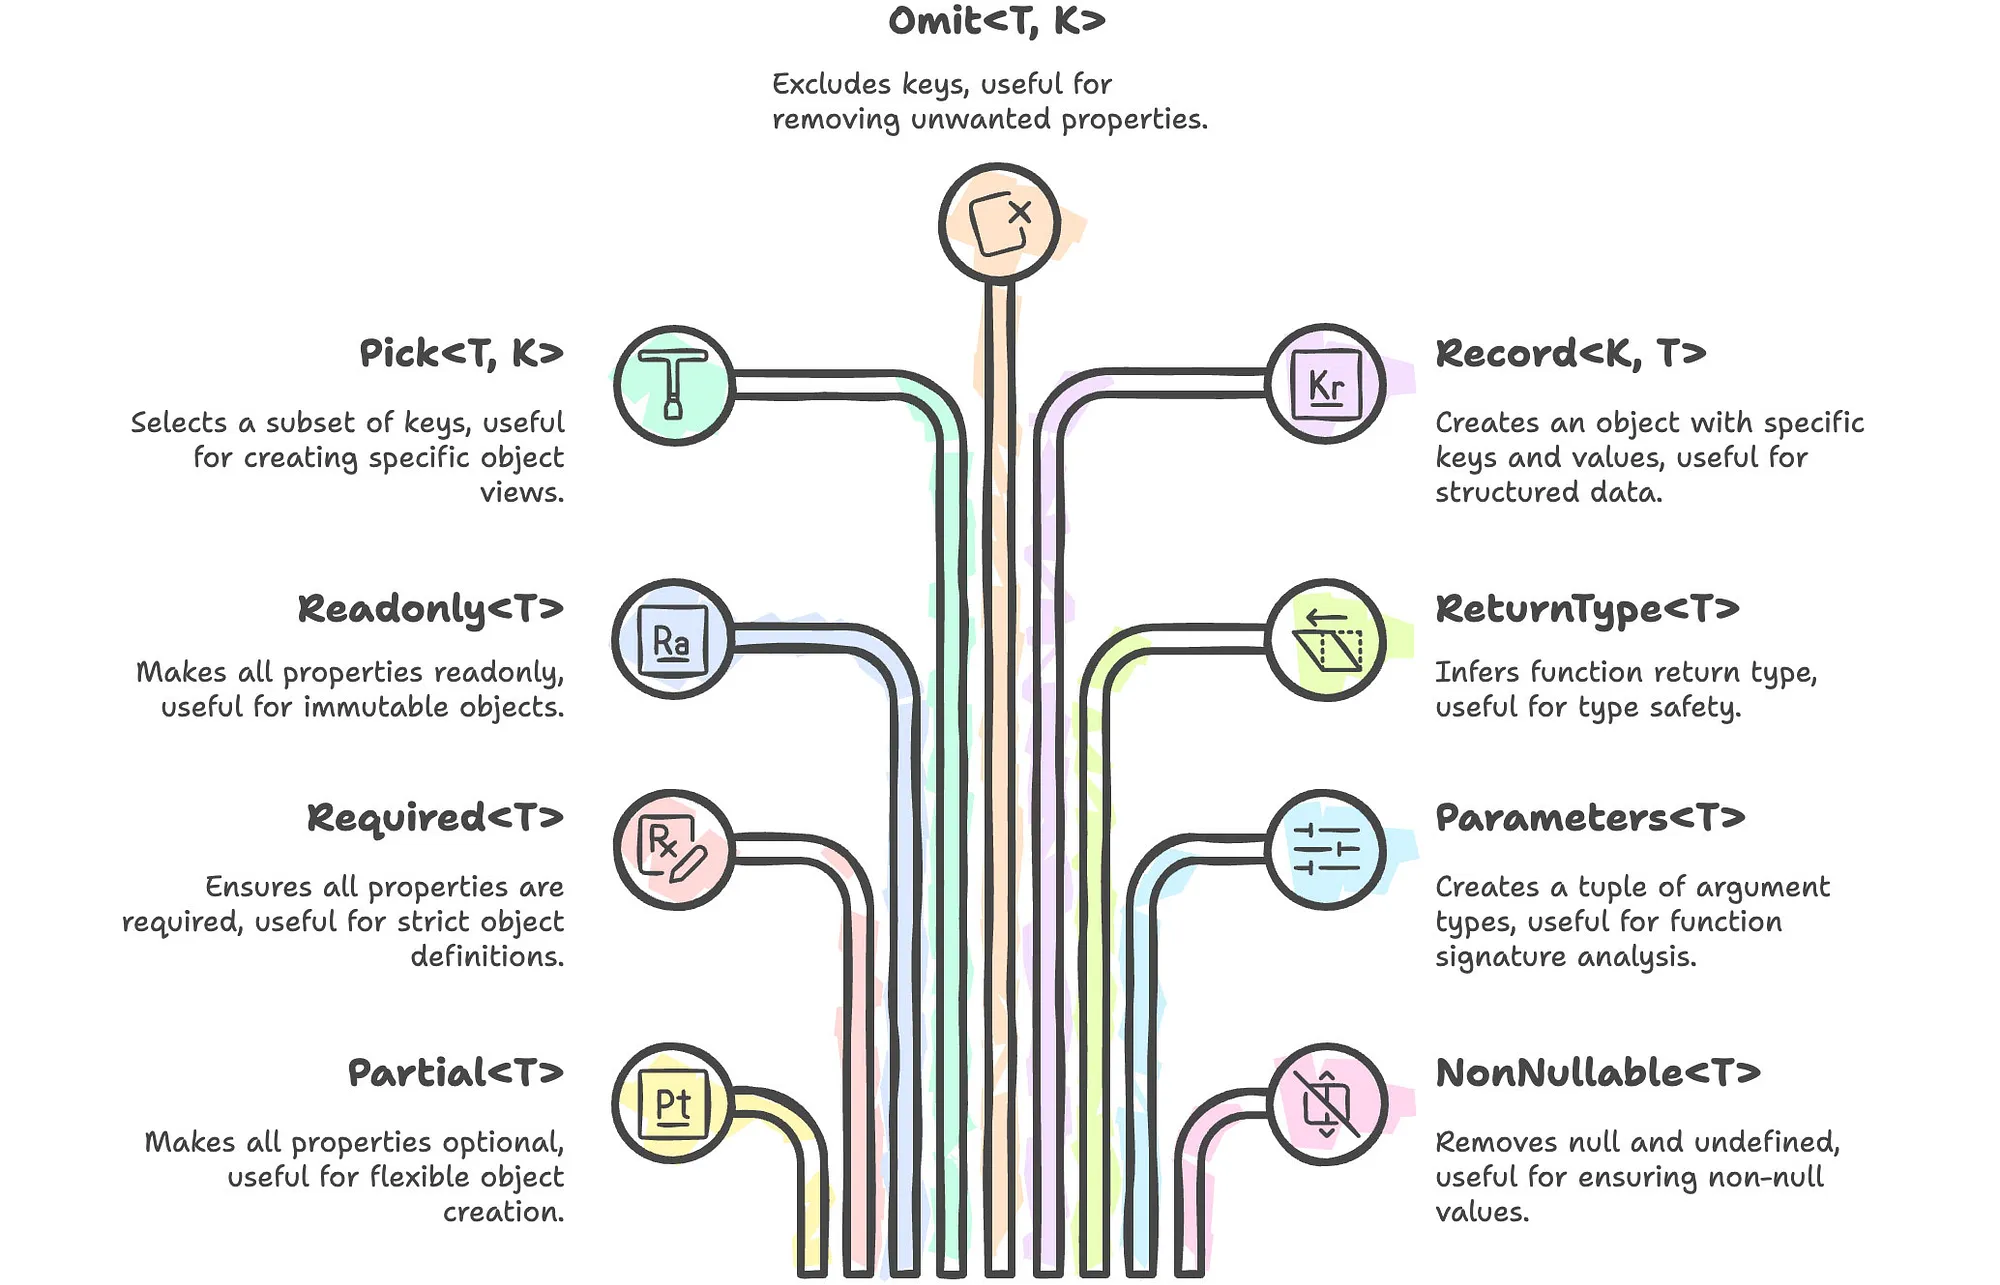 Omit<T, K>
Excludes keys, useful for
removing unwanted properties.
Pick<T, K>
Selects a subset of keys, useful
for creating specific object
views.
Kr
Record<K, T>
Creates an object with specific
keys and values, useful for
structured data.
Readonly<T>
Makes all properties readonly,
useful for immutable objects.
Ra
ReturnType<T>
Infers function return type,
useful for type safety.
Required<T>
Ensures all properties are
required, useful for strict object
definitions.
Rx
Parameters<T>
Creates a tuple of argument
types, useful for function
signature analysis.
Partial<T>
Makes all properties optional,
useful for flexible object
creation.
Pt
NonNullable<T>
Removes null and undefined,
useful for ensuring non-null
values.